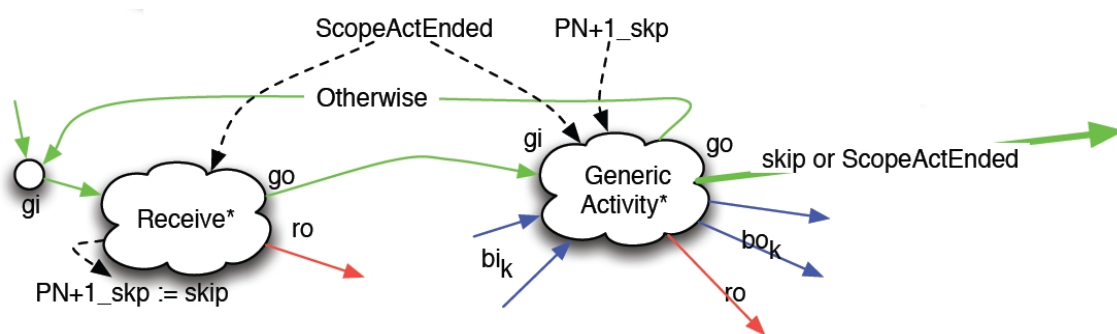 ScopeActEnded
PN+1_skp
Otherwise
gi
go
skip or ScopeActEnded
go
Generic
Activity*
gi
Receive*
ro
bik
bok
PN+1_skp := skip
ro